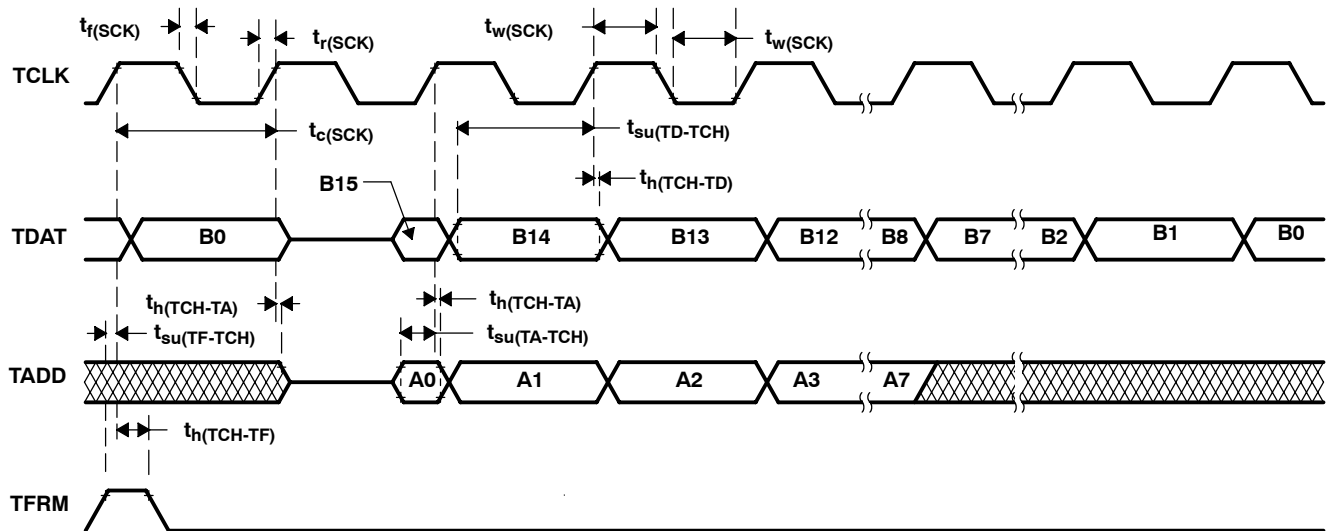 tf(SCK)
tr(SCK)
tw(SCK)
tw(SCK)
TCLK
tc(SCK)
tsu(TD-TCH)
B15
th(TCH-TD)
TDAT
B0
B14
B13
B12
B8
B7
B2
B1
B0
th(TCH-TA)
th(TCH-TA)
tsu(TF-TCH)
tsu(TA-TCH)
TADD
A0
A1
A2
A3
A7
th(TCH-TF)
TFRM